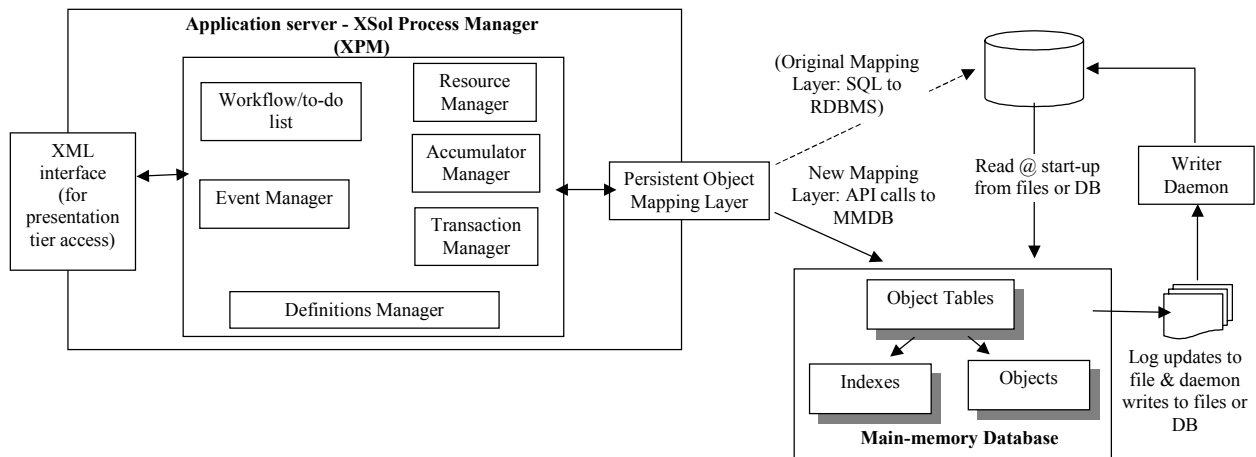 Application server - XSol Process Manager
(XPM)
Workflow/to-do
list
Resource
Manager
Accumulator
Manager
Event Manager
Transaction
Manager
Definitions Manager
XML
interface
(for
presentation
tier access)
Persistent Object
Mapping Layer
(Original Mapping
Layer: SQL to
RDBMS)
New Mapping
Layer: API calls to
MMDB
Read @ start-up
from files or DB
Writer
Daemon
Object Tables
Indexes
Objects
Main-memory Database
Log updates to
file & daemon
writes to files or
DB